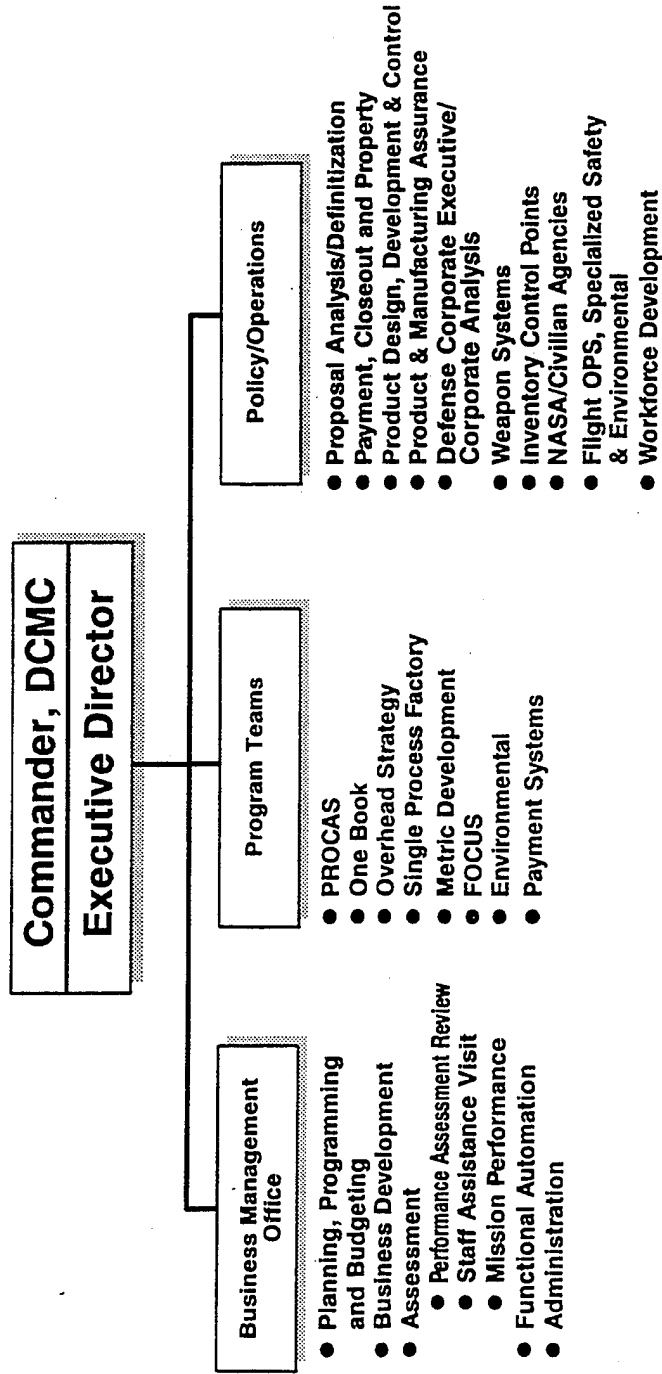 Commander, DCMC
Executive Director
Business Management
Office
● Planning, Programming
and Budgeting
● Business Development
● Assessment
● Performance Assessment Review
● Staff Assistance Visit
● Mission Performance
● Functional Automation
● Administration
Program Teams
● PROCAS
● One Book
● Overhead Strategy
● Single Process Factory
● Metric Development
● FOCUS
● Environmental
● Payment Systems
Policy/Operations
● Proposal Analysis/Definitization
● Payment, Closeout and Property
● Product Design, Development & Control
● Product & Manufacturing Assurance
● Defense Corporate Executive/
Corporate Analysis
● Weapon Systems
● Inventory Control Points
● NASA/Civilian Agencies
● Flight OPS, Specialized Safety
& Environmental
● Workforce Development